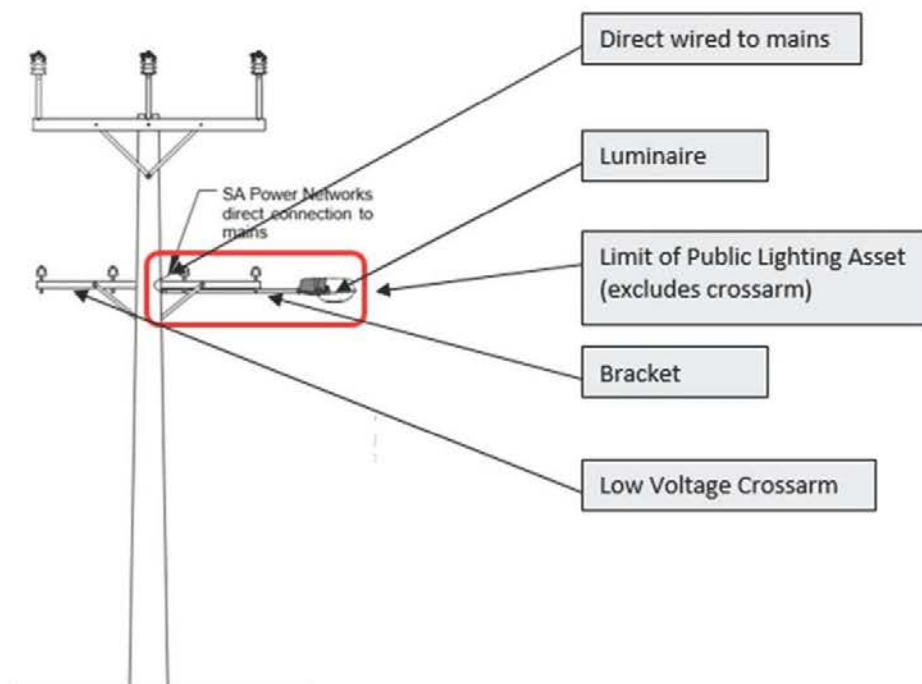 Direct wired to mains
Luminaire
SA Power Networks
direct connection to
mains
Limit of Public Lighting Asset
(excludes crossarm)
Bracket
Low Voltage Crossarm